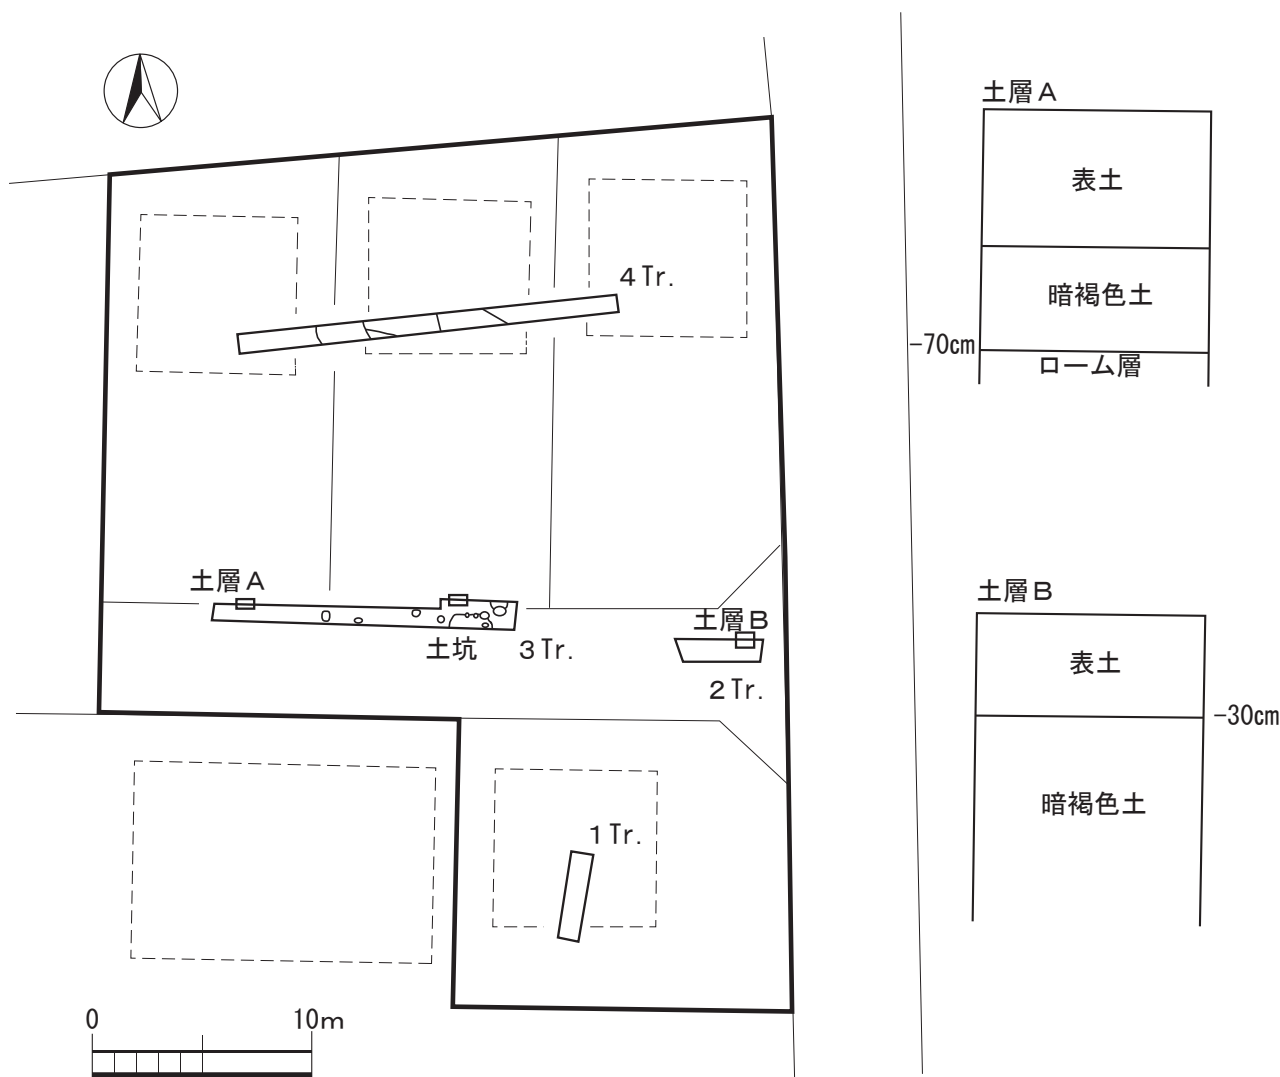 土層A
表土
暗褐色土
-70cm
ローム層
4Tr.
土層A
土坑
3Tr.
土層B
2Tr.
1Tr.
土層B
表土
-30cm
暗褐色土
0
10m